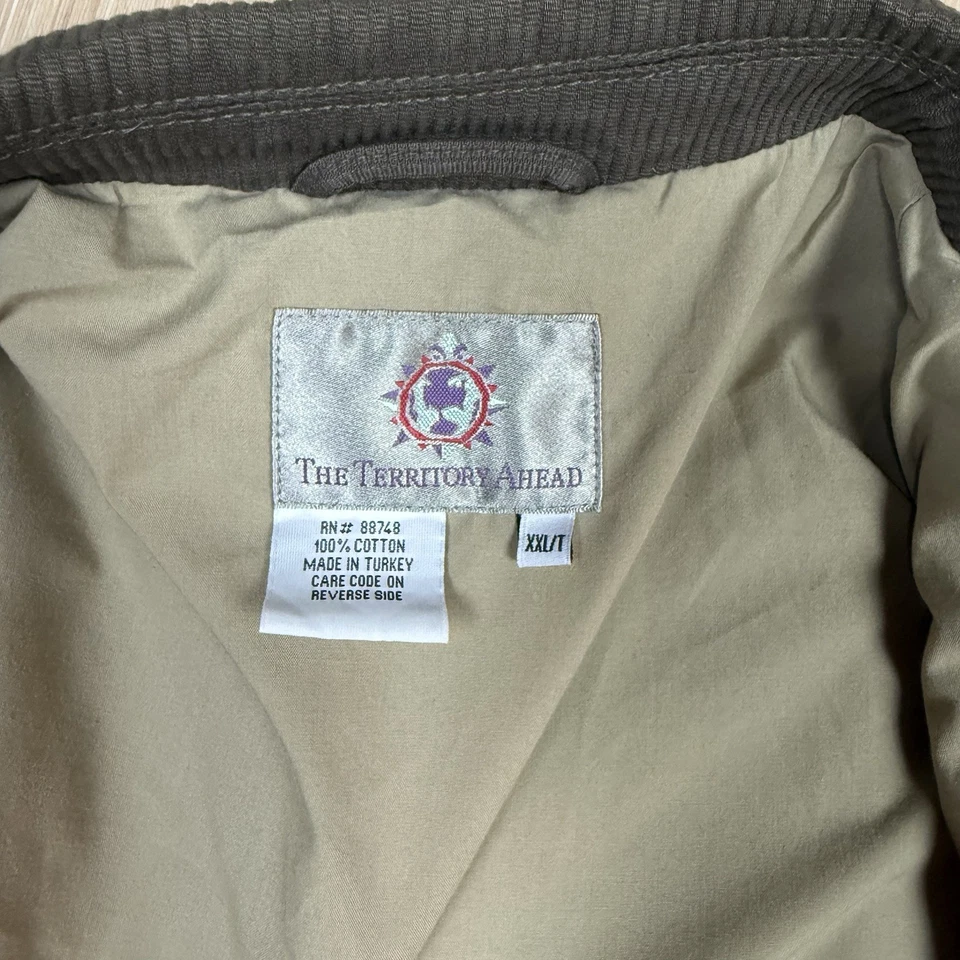 THE TERRITORY AHEAD
RN# 88748
100% COTTON
MADE IN TURKEY
CARE CODE ON
REVERSE SIDE
XXL/T